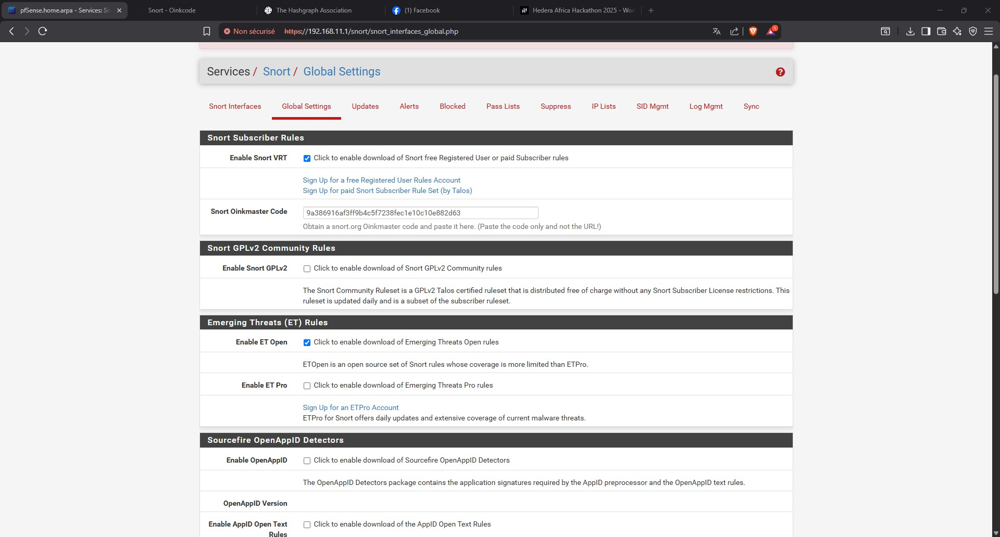 pfSense.home.arpa - Services: Sn
Snort - Oinkcode
The Hashgraph Association
(1) Facebook
Hedera Africa Hackathon 2025 - Wor
Non sécurisé https://192.168.11.1/snort/snort_interfaces_global.php
1
Services / Snort / Global Settings
Snort Interfaces
Global Settings
Updates
Alerts
Blocked
Pass Lists
Suppress
IP Lists
SID Mgmt
Log Mgmt
Sync
Snort Subscriber Rules
Enable Snort VRT Click to enable download of Snort free Registered User or paid Subscriber rules
Sign Up for a free Registered User Rules Account
Sign Up for paid Snort Subscriber Rule Set (by Talos)
Snort Oinkmaster Code 9a386916af3ff9b4c5f7238fec1e10c10e882d63
Obtain a snort.org Oinkmaster code and paste it here. (Paste the code only and not the URL!)
Snort GPLv2 Community Rules
Enable Snort GPLv2 Click to enable download of Snort GPLv2 Community rules
The Snort Community Ruleset is a GPLv2 Talos certified ruleset that is distributed free of charge without any Snort Subscriber License restrictions. This
ruleset is updated daily and is a subset of the subscriber ruleset.
Emerging Threats (ET) Rules
Enable ET Open Click to enable download of Emerging Threats Open rules
ETOpen is an open source set of Snort rules whose coverage is more limited than ETPro.
Enable ET Pro Click to enable download of Emerging Threats Pro rules
Sign Up for an ETPro Account
ETPro for Snort offers daily updates and extensive coverage of current malware threats.
Sourcefire OpenAppID Detectors
Enable OpenAppID Click to enable download of Sourcefire OpenAppID Detectors
The OpenAppID Detectors package contains the application signatures required by the AppID preprocessor and the OpenAppID text rules.
OpenAppID Version
Enable AppID Open Text Click to enable download of the AppID Open Text Rules
Rules